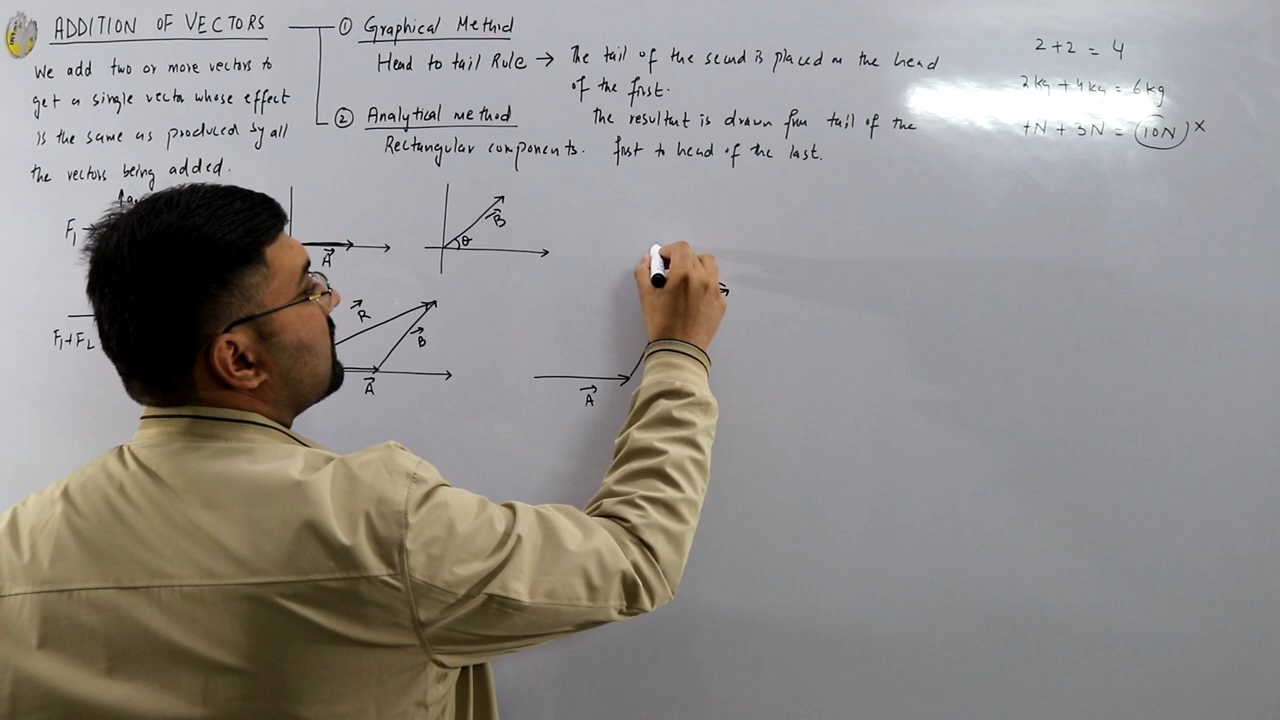 ADDITION OF VECTORS
We add two or more vectors to
get a single vector whose effect
is the same as produced by all
the vectors being added.
① Graphical Method
Head to tail Rule → The tail of the second is placed on the head
of the first.
The resultant is drawn from tail of the
first to head of the last.
② Analytical method
Rectangular components.
2+2 = 4
2kg + 4kg = 6kg
+N + 3N = 10N ×
F₁
A
B
θ
F₁+F₂
R
B
A
A